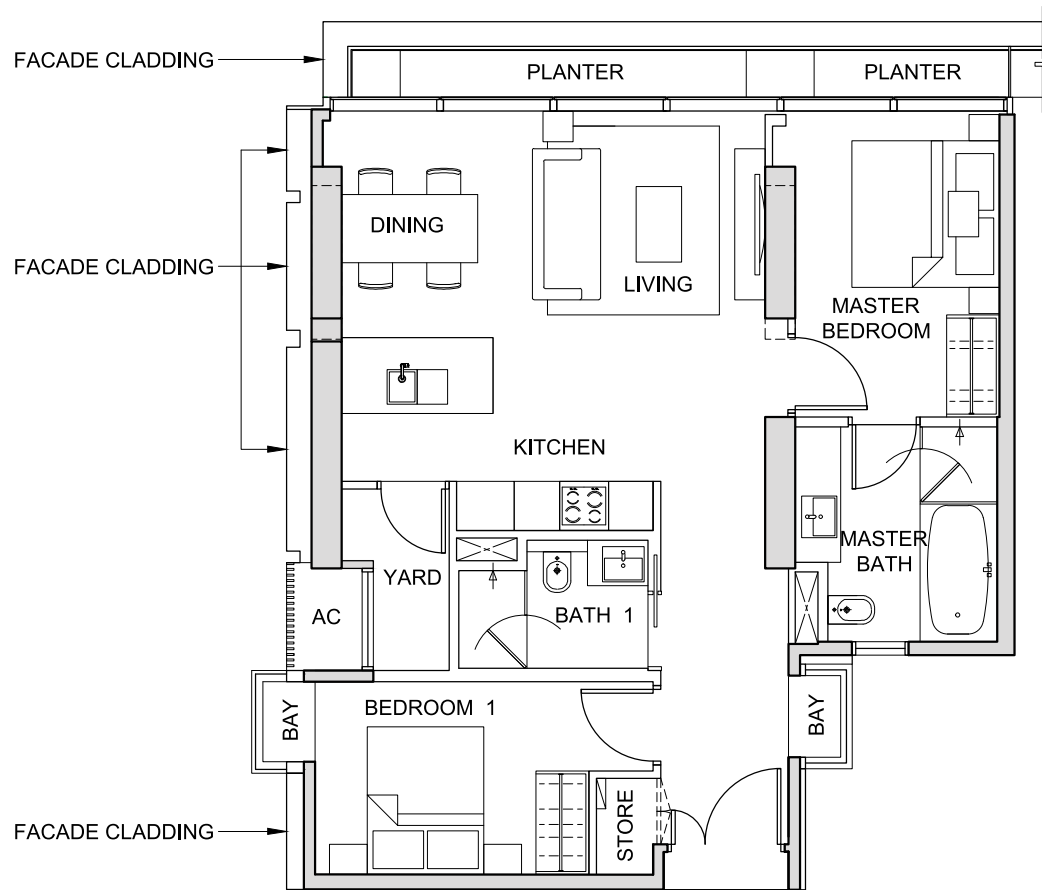 FACADE CLADDING
PLANTER
PLANTER
DINING
FACADE CLADDING
LIVING
MASTER
BEDROOM
KITCHEN
MASTER
BATH
YARD
AC
BATH 1
BEDROOM 1
BAY
BAY
STORE
FACADE CLADDING